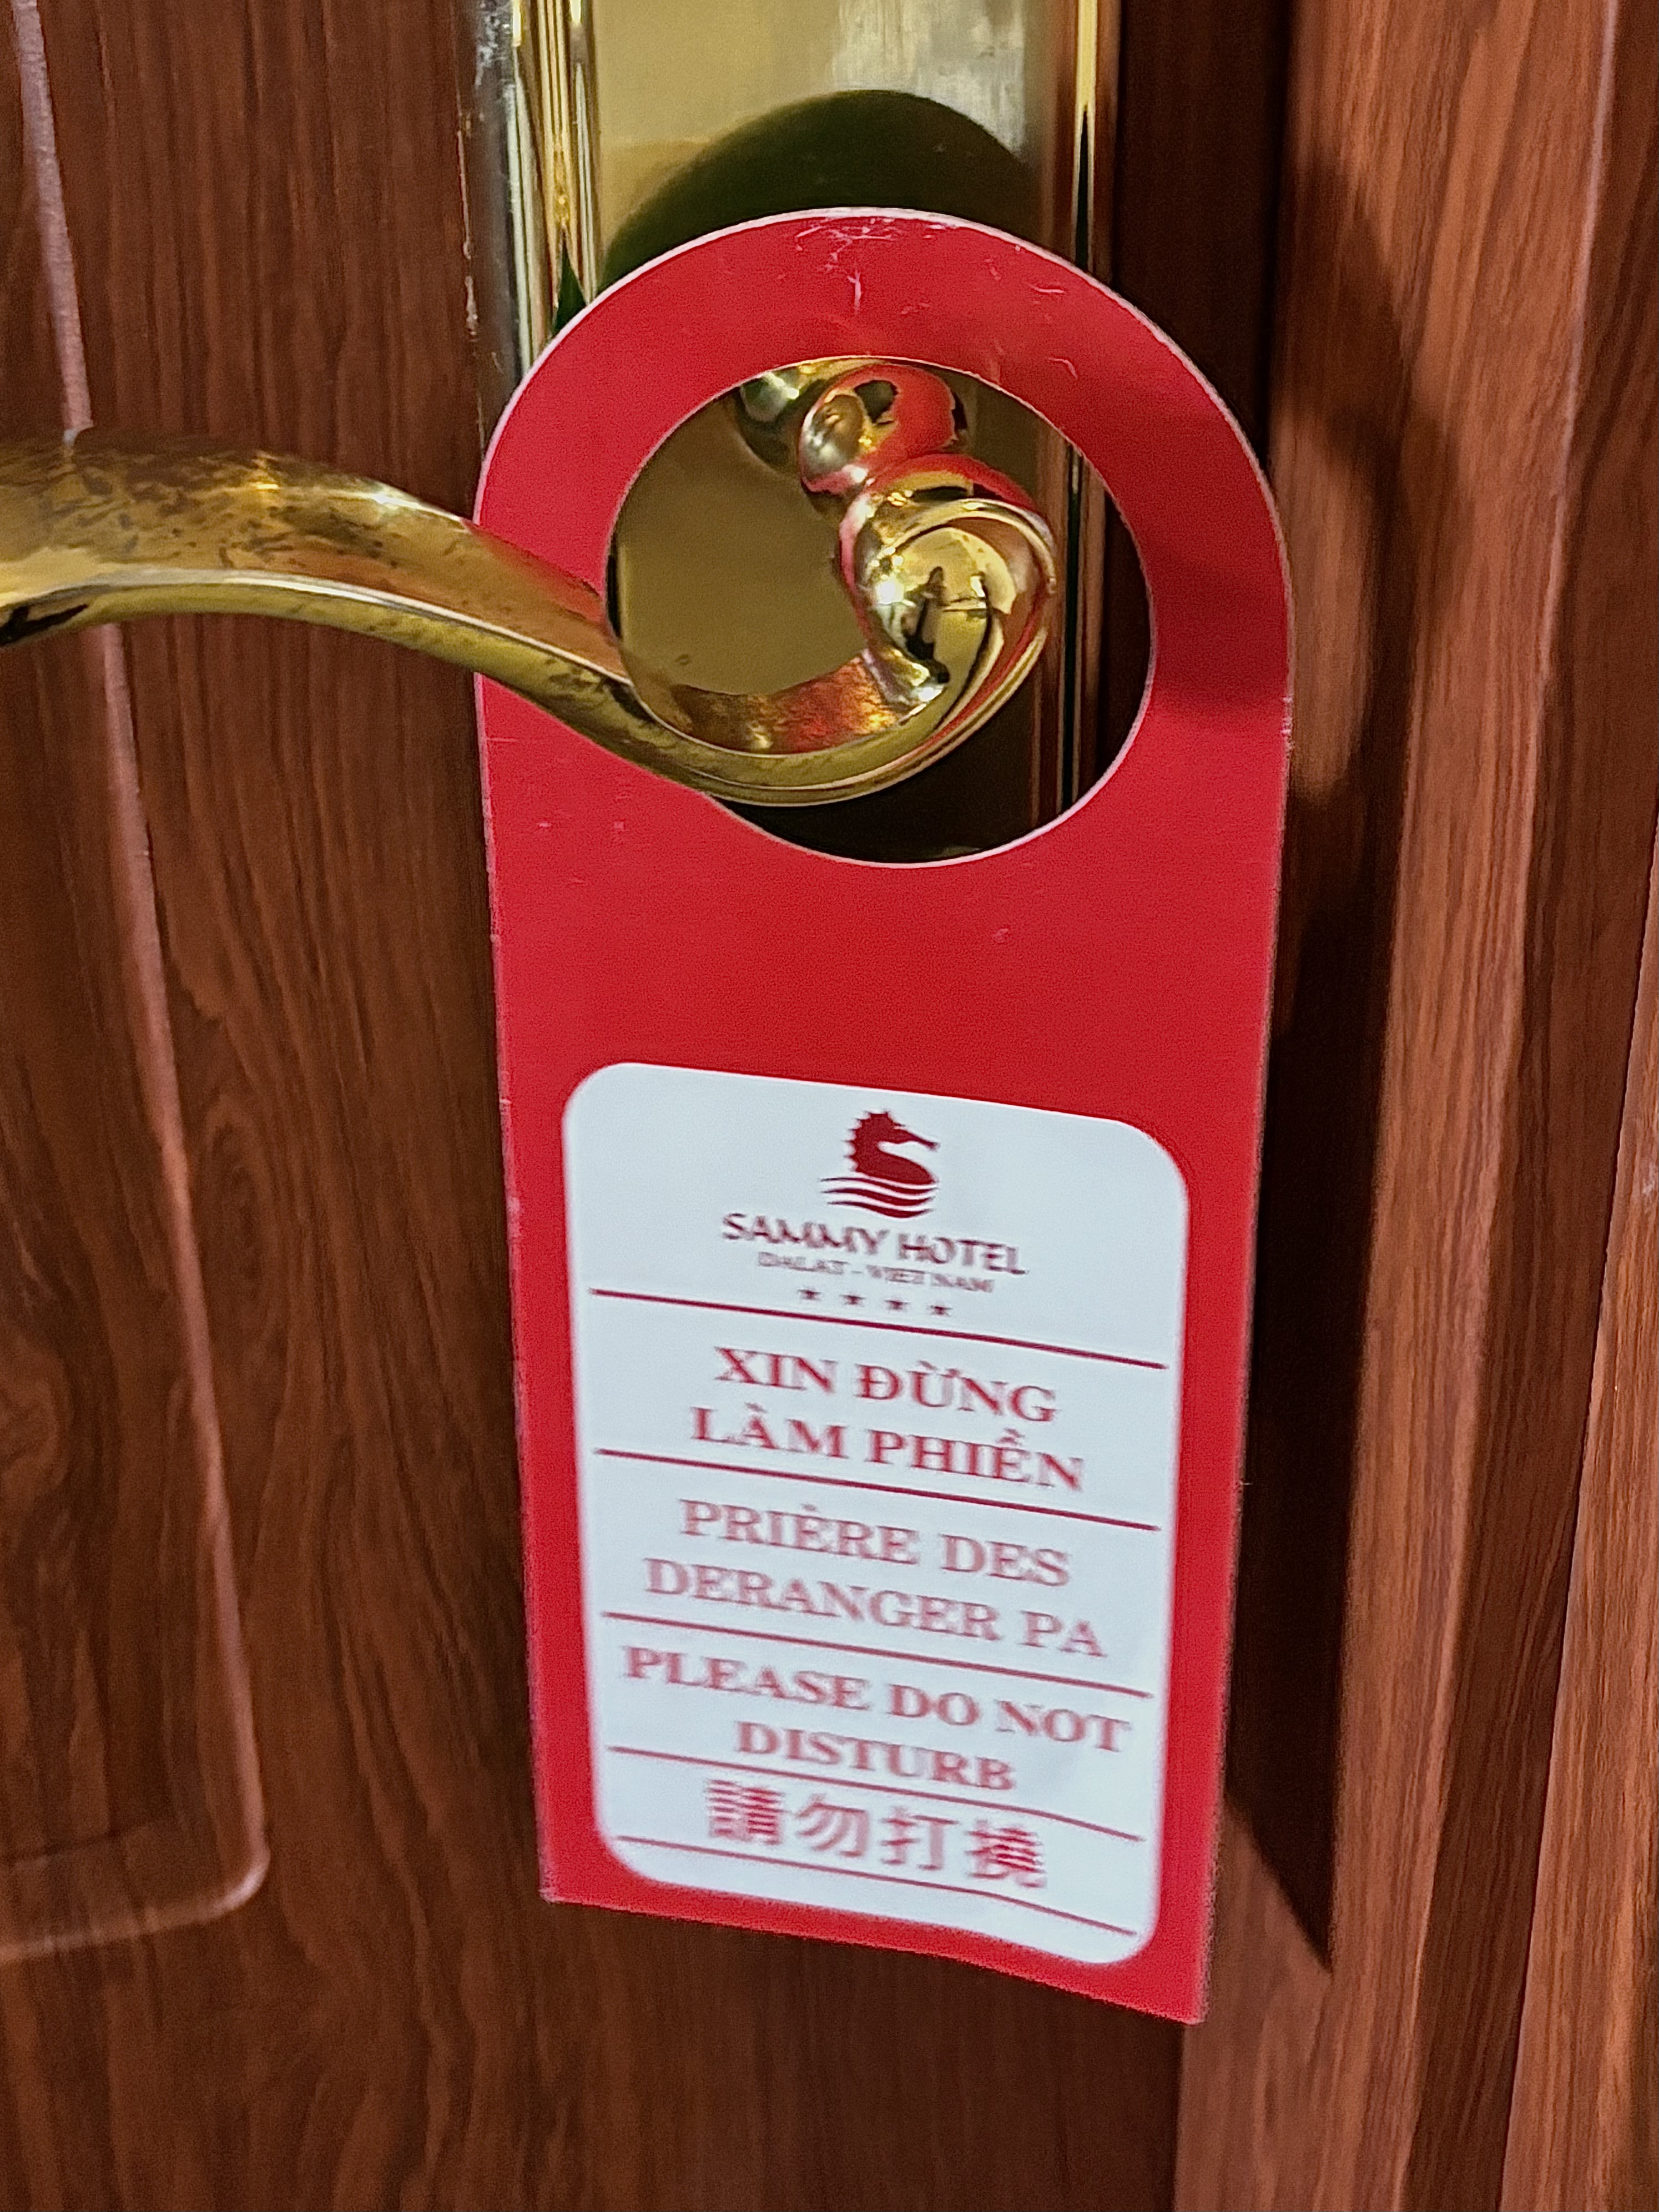 SAMMY HOTEL
DALAT - VIET NAM
★ ★ ★ ★
XIN ĐỪNG
LÀM PHIỀN
PRIÈRE DES
DERANGER PA
PLEASE DO NOT
DISTURB
請勿打撓